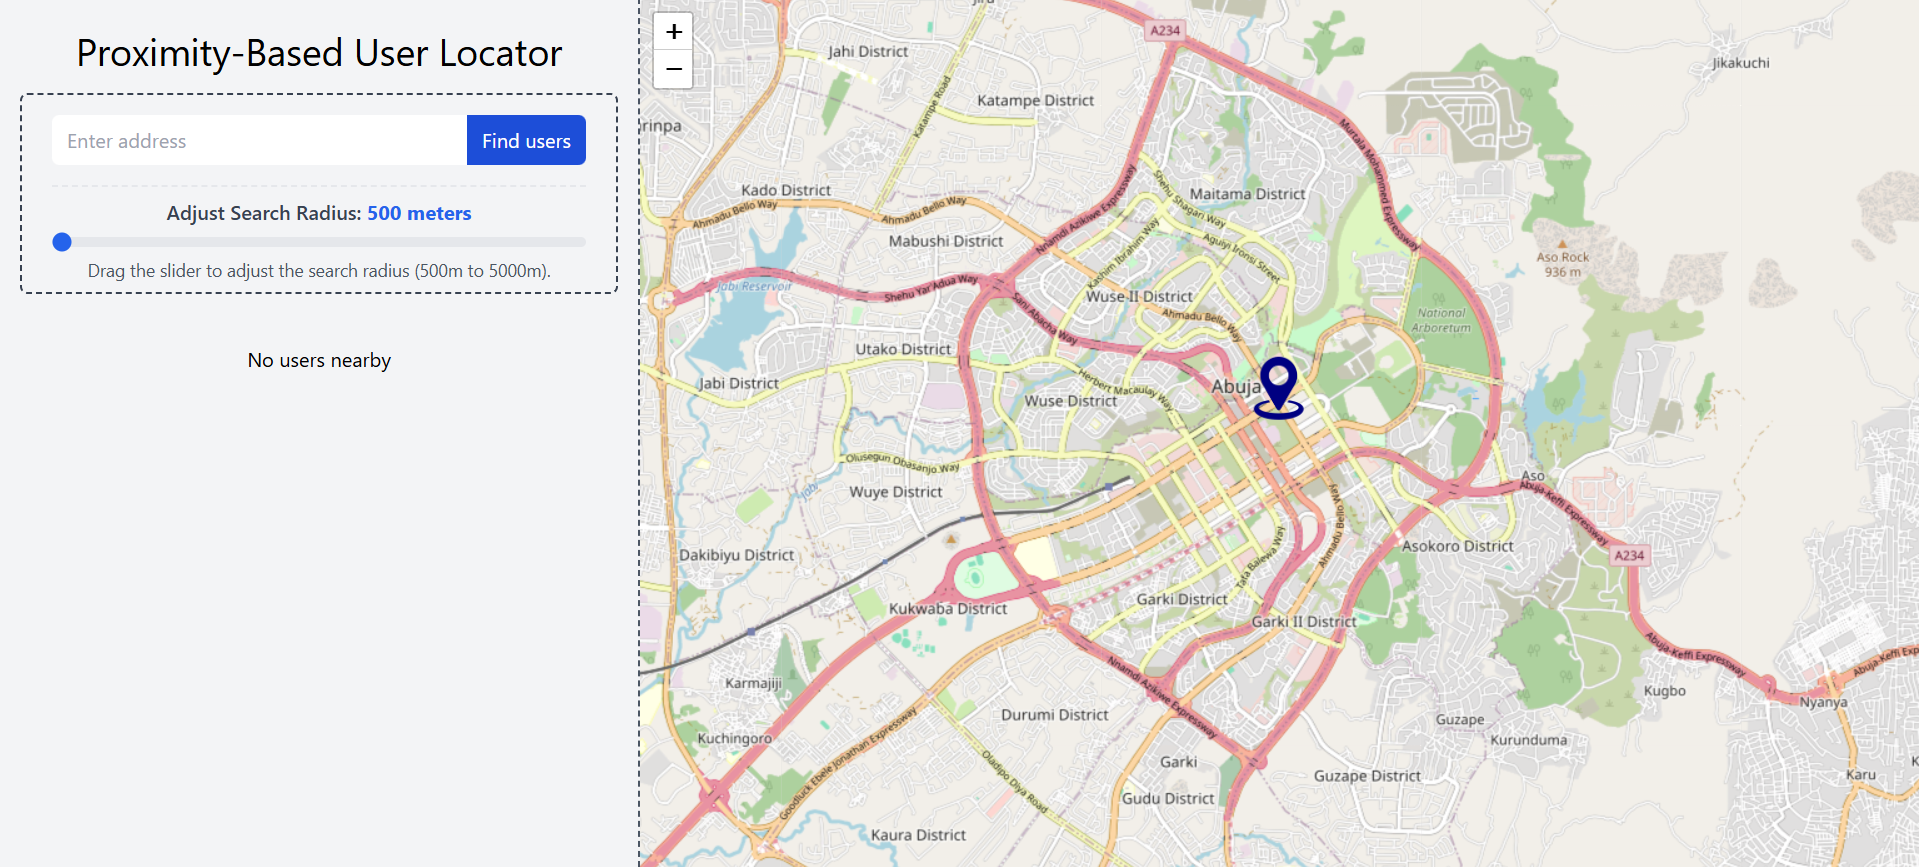 Proximity-Based User Locator
Enter address
Find users
Adjust Search Radius: 500 meters
Drag the slider to adjust the search radius (500m to 5000m).
No users nearby
+
−
A234
Jahi District
Jikakuchi
Katampe District
Katampe Road
rinpa
Murtala Mohammed Expressway
Kado District
Maitama District
Shehu Shagari Way
Ahmadu Bello Way
Ahmadu Bello Way
Nnamdi Azikiwe Expressway
Mabushi District
Kashim Ibrahim Way
Aguiyi Ironsi Street
Aso Rock
936 m
Jabi Reservoir
Shehu Yar Adua Way
Sani Abacha Way
Wuse II District
Ahmadu Bello Way
National
Arboretum
Utako District
Jabi District
Herbert Macaulay Way
Abuja
Wuse District
Olusegun Obasanjo Way
Wuye District
Jabi
Aso
Abuja-Keffi Expressway
Ahmadu Bello Way
Dakibiyu District
Asokoro District
A234
Tafa Balewa Way
Kukwaba District
Garki District
Garki II District
Abuja-Keffi Expressway
Abuja-Keffi Exp
Karmajiji
Nnamdi Azikiwe Expressway
Kugbo
Nyanya
Durumi District
Guzape
Kuchingoro
Kurunduma
Goodluck Ebele Jonathan Expressway
Oladipo Diya Road
Garki
Guzape District
K
Karu
Gudu District
Kaura District